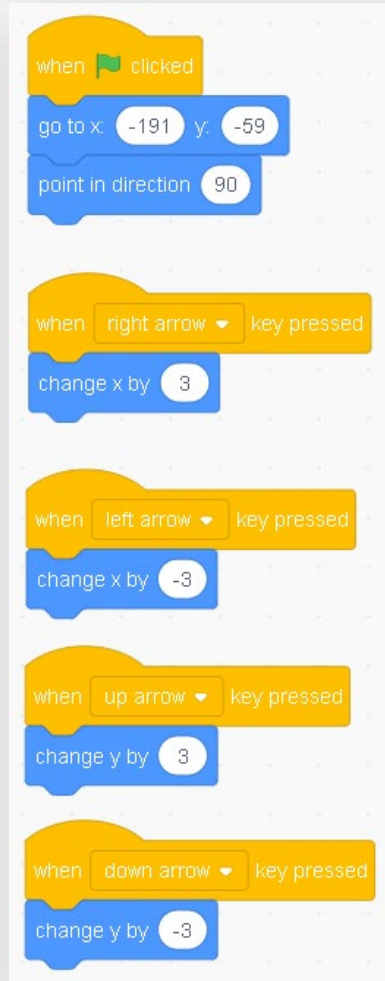 when clicked
go to x: -191 y: -59
point in direction 90
when right arrow key pressed
change x by 3
when left arrow key pressed
change x by -3
when up arrow key pressed
change y by 3
when down arrow key pressed
change y by -3